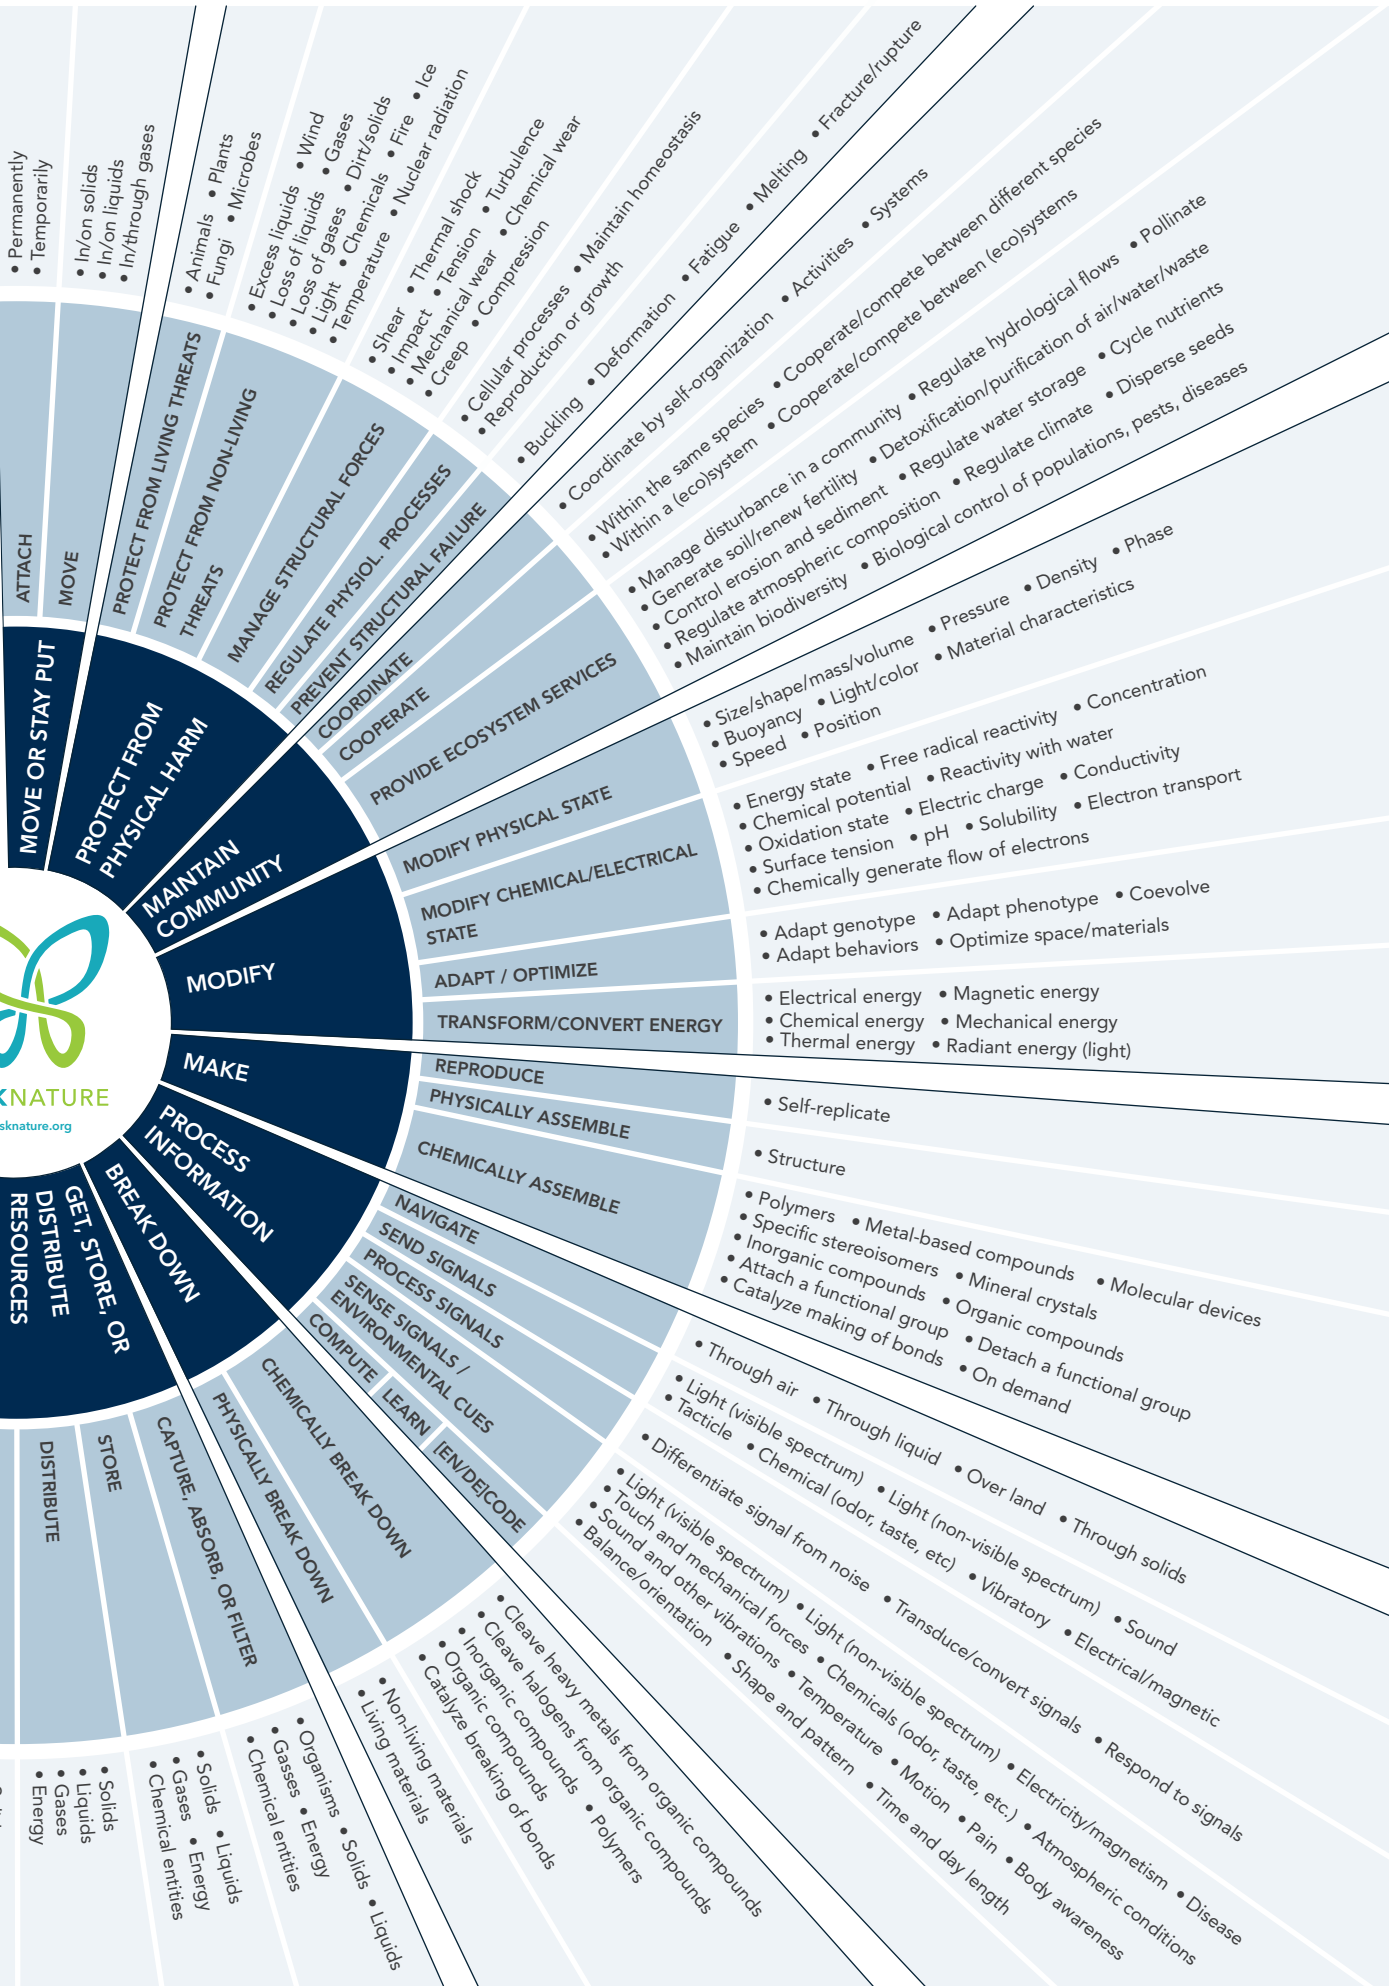 KNATURE
sknature.org
MOVE OR STAY PUT
ATTACH
• Permanently
• Temporarily
MOVE
• In/on solids
• In/on liquids
• In/through gases
PROTECT FROM
PHYSICAL HARM
PROTECT FROM LIVING THREATS
• Animals • Plants
• Fungi • Microbes
PROTECT FROM NON-LIVING
THREATS
• Excess liquids • Wind
• Loss of liquids • Gases
• Loss of gases • Dirt/solids
• Light • Chemicals • Fire • Ice
• Temperature • Nuclear radiation
MANAGE STRUCTURAL FORCES
• Shear • Thermal shock
• Impact • Tension • Turbulence
• Mechanical wear • Chemical wear
• Creep • Compression
REGULATE PHYSIOL. PROCESSES
• Cellular processes • Maintain homeostasis
• Reproduction or growth
PREVENT STRUCTURAL FAILURE
• Buckling • Deformation • Fatigue • Melting • Fracture/rupture
MAINTAIN
COMMUNITY
COORDINATE
• Coordinate by self-organization • Activities • Systems
COOPERATE
• Within the same species • Cooperate/compete between different species
• Within a (eco)system • Cooperate/compete between (eco)systems
PROVIDE ECOSYSTEM SERVICES
• Manage disturbance in a community • Regulate hydrological flows • Pollinate
• Generate soil/renew fertility • Detoxification/purification of air/water/waste
• Control erosion and sediment • Regulate water storage • Cycle nutrients
• Regulate atmospheric composition • Regulate climate • Disperse seeds
• Maintain biodiversity • Biological control of populations, pests, diseases
MODIFY
MODIFY PHYSICAL STATE
• Size/shape/mass/volume • Pressure • Density • Phase
• Buoyancy • Light/color • Material characteristics
• Speed • Position
MODIFY CHEMICAL/ELECTRICAL
STATE
• Energy state • Free radical reactivity • Concentration
• Chemical potential • Reactivity with water
• Oxidation state • Electric charge • Conductivity
• Surface tension • pH • Solubility • Electron transport
• Chemically generate flow of electrons
ADAPT / OPTIMIZE
• Adapt genotype • Adapt phenotype • Coevolve
• Adapt behaviors • Optimize space/materials
TRANSFORM/CONVERT ENERGY
• Electrical energy • Magnetic energy
• Chemical energy • Mechanical energy
• Thermal energy • Radiant energy (light)
MAKE
REPRODUCE
• Self-replicate
PHYSICALLY ASSEMBLE
• Structure
CHEMICALLY ASSEMBLE
• Polymers • Metal-based compounds • Molecular devices
• Specific stereoisomers • Mineral crystals
• Inorganic compounds • Organic compounds
• Attach a functional group • Detach a functional group
• Catalyze making of bonds • On demand
PROCESS
INFORMATION
NAVIGATE
• Through air • Through liquid • Over land • Through solids
SEND SIGNALS
• Light (visible spectrum) • Light (non-visible spectrum) • Sound
• Tacticle • Chemical (odor, taste, etc) • Vibratory • Electrical/magnetic
PROCESS SIGNALS
• Differentiate signal from noise • Transduce/convert signals • Respond to signals
SENSE SIGNALS /
ENVIRONMENTAL CUES
• Light (visible spectrum) • Light (non-visible spectrum) • Electricity/magnetism • Disease
• Touch and mechanical forces • Chemicals (odor, taste, etc.) • Atmospheric conditions
• Sound and other vibrations • Temperature • Motion • Pain • Body awareness
• Balance/orientation • Shape and pattern • Time and day length
COMPUTE
LEARN
[EN/DE]CODE
BREAK DOWN
CHEMICALLY BREAK DOWN
• Cleave heavy metals from organic compounds
• Cleave halogens from organic compounds
• Inorganic compounds • Polymers
• Organic compounds
• Catalyze breaking of bonds
PHYSICALLY BREAK DOWN
• Non-living materials
• Living materials
GET, STORE, OR
DISTRIBUTE
RESOURCES
CAPTURE, ABSORB, OR FILTER
• Organisms • Solids • Liquids
• Gasses • Energy
• Chemical entities
STORE
• Solids • Liquids
• Gases • Energy
• Chemical entities
DISTRIBUTE
• Solids
• Liquids
• Gases
• Energy